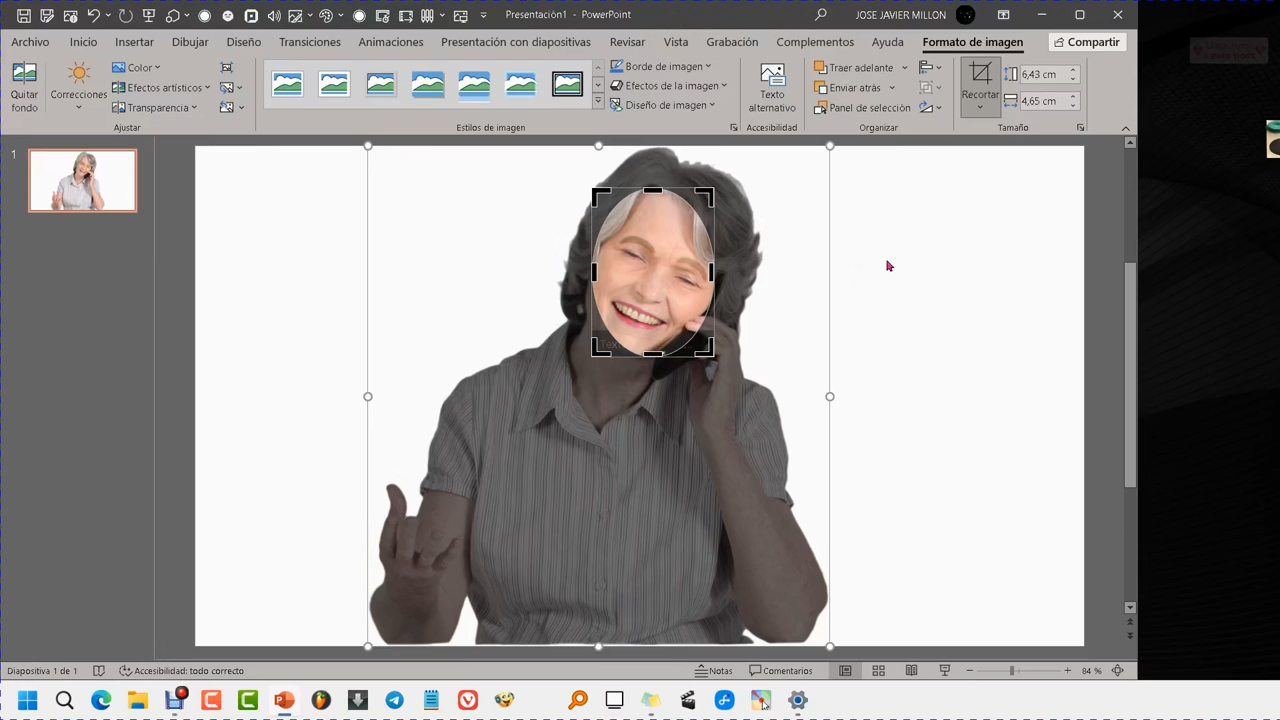 Presentación1 - PowerPoint
JOSE JAVIER MILLON
Archivo Inicio Insertar Dibujar Diseño Transiciones Animaciones Presentación con diapositivas Revisar Vista Grabación Complementos Ayuda Formato de imagen Compartir
Quitar fondo
Correcciones
Color
Efectos artísticos
Transparencia
Ajustar
Estilos de imagen
Borde de imagen
Efectos de la imagen
Diseño de imagen
Texto alternativo
Accesibilidad
Traer adelante
Enviar atrás
Panel de selección
Organizar
Recortar
6,43 cm
4,65 cm
Tamaño
1
Diapositiva 1 de 1 Accesibilidad: todo correcto Notas Comentarios 84 %